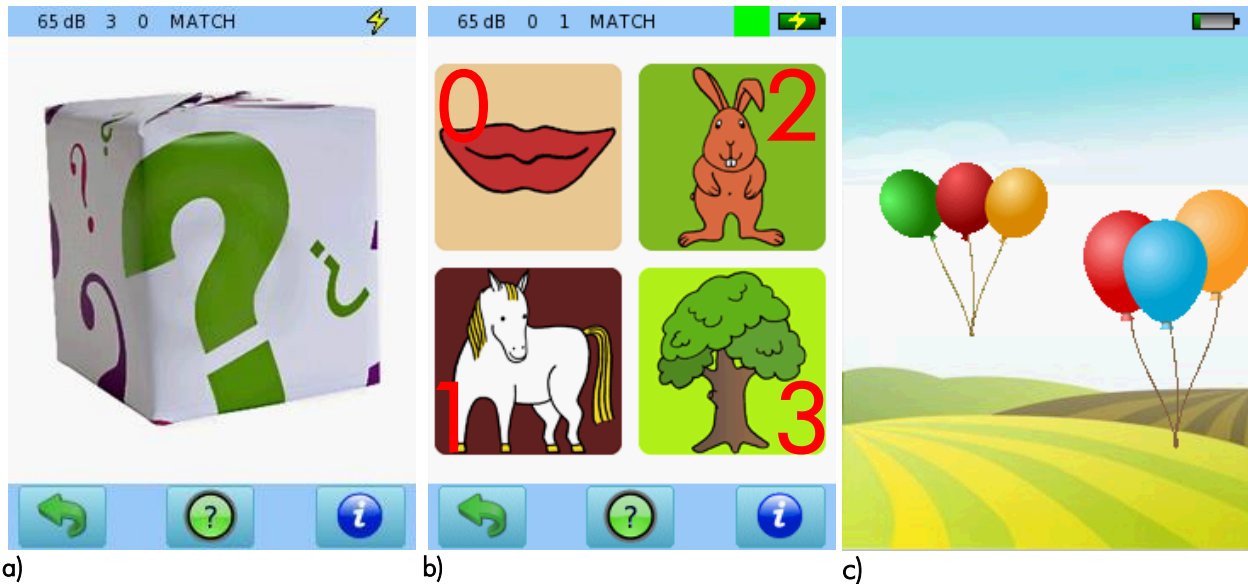 65 dB 3 0 MATCH
65 dB 0 1 MATCH
? ? ? ? ?
0 2
1 3
? i
? i
a)
b)
c)